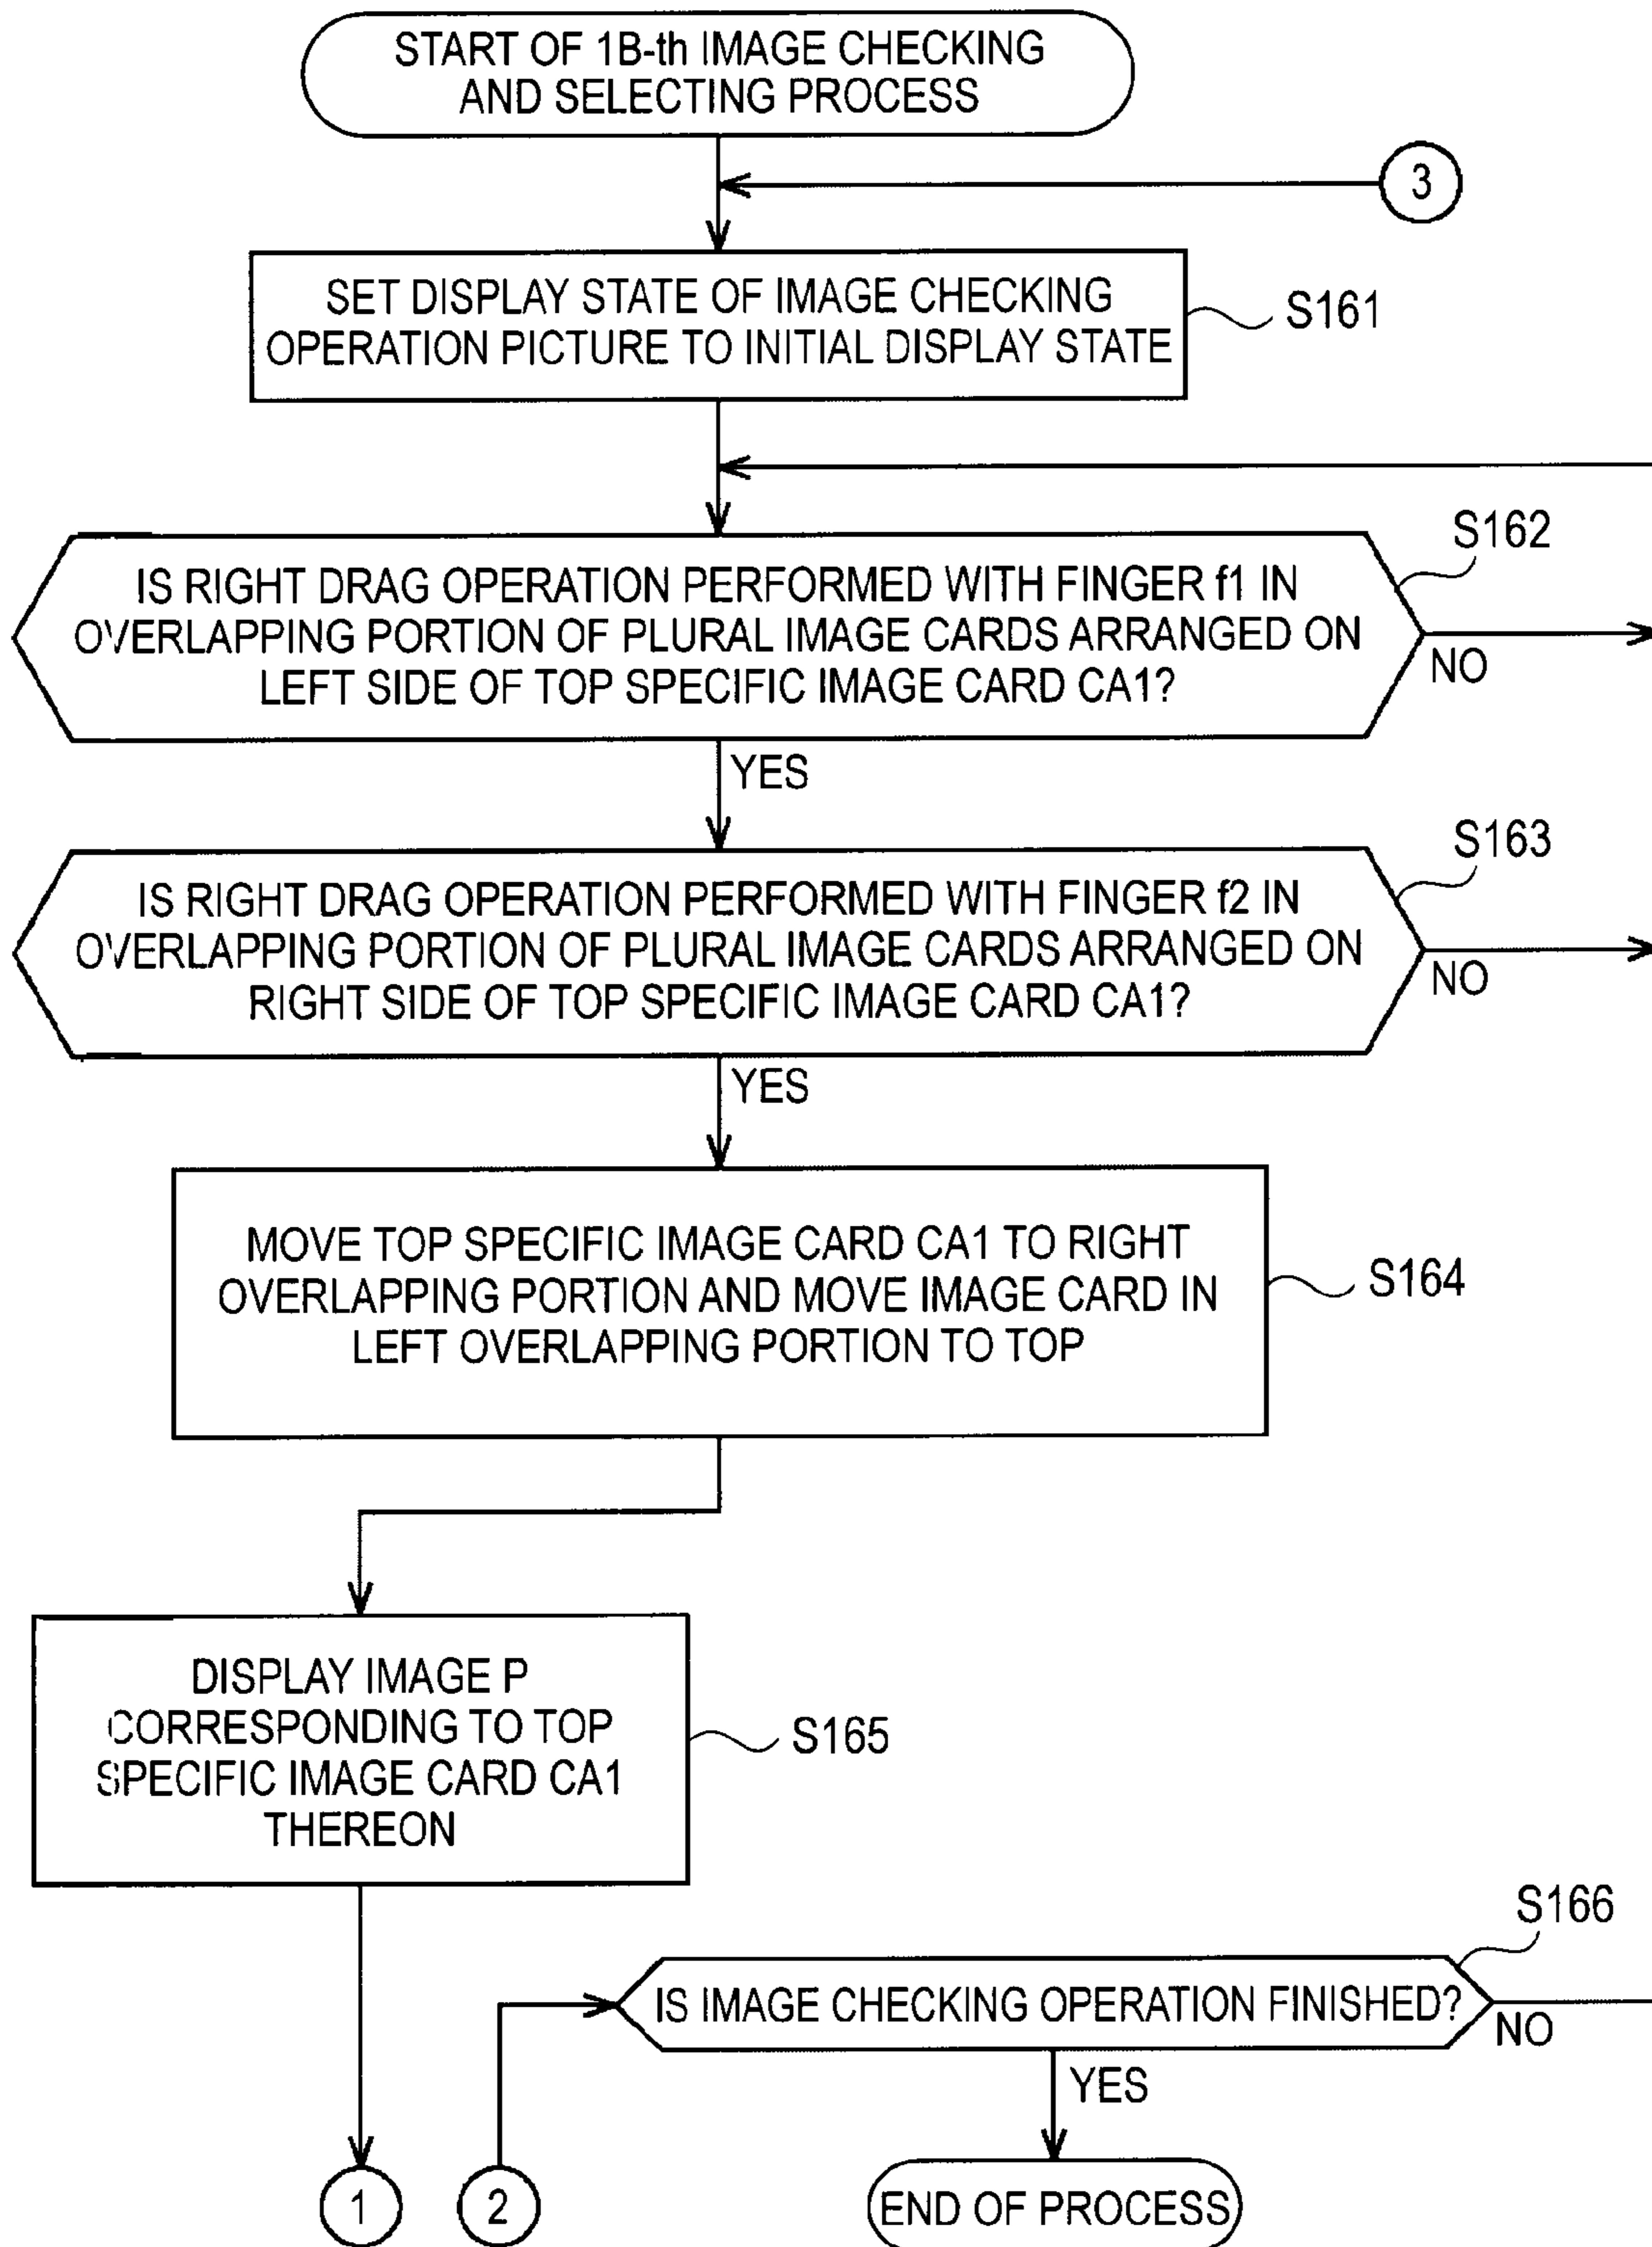 START OF 1B-th IMAGE CHECKING
AND SELECTING PROCESS
3
SET DISPLAY STATE OF IMAGE CHECKING
OPERATION PICTURE TO INITIAL DISPLAY STATE
S161
S162
IS RIGHT DRAG OPERATION PERFORMED WITH FINGER f1 IN
OVERLAPPING PORTION OF PLURAL IMAGE CARDS ARRANGED ON
LEFT SIDE OF TOP SPECIFIC IMAGE CARD CA1?
NO
YES
S163
IS RIGHT DRAG OPERATION PERFORMED WITH FINGER f2 IN
OVERLAPPING PORTION OF PLURAL IMAGE CARDS ARRANGED ON
RIGHT SIDE OF TOP SPECIFIC IMAGE CARD CA1?
NO
YES
MOVE TOP SPECIFIC IMAGE CARD CA1 TO RIGHT
OVERLAPPING PORTION AND MOVE IMAGE CARD IN
LEFT OVERLAPPING PORTION TO TOP
S164
DISPLAY IMAGE P
CORRESPONDING TO TOP
SPECIFIC IMAGE CARD CA1
THEREON
S165
S166
IS IMAGE CHECKING OPERATION FINISHED?
NO
YES
1
2
END OF PROCESS